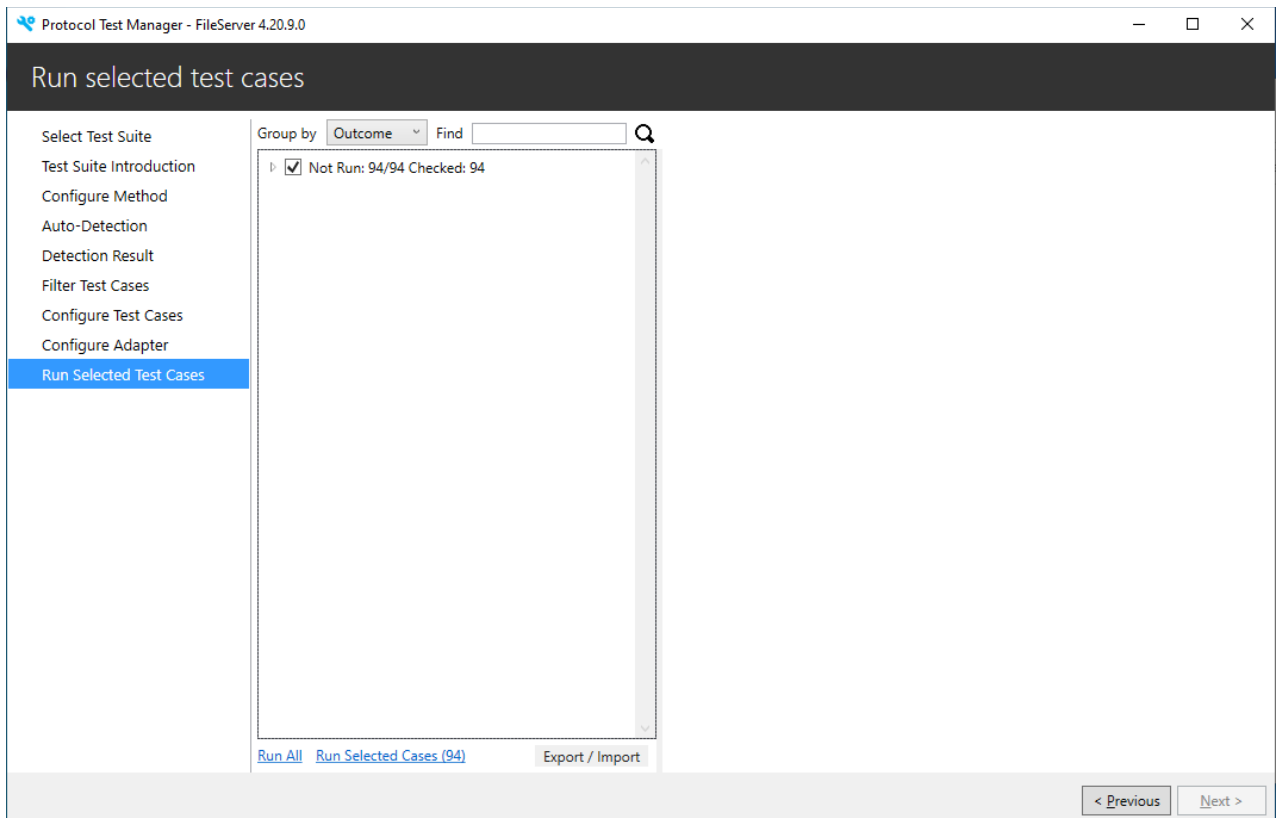 Protocol Test Manager - FileServer 4.20.9.0
Run selected test cases
Select Test Suite
Test Suite Introduction
Configure Method
Auto-Detection
Detection Result
Filter Test Cases
Configure Test Cases
Configure Adapter
Run Selected Test Cases
Group by Outcome Find
Not Run: 94/94 Checked: 94
Run All Run Selected Cases (94) Export / Import
< Previous Next >